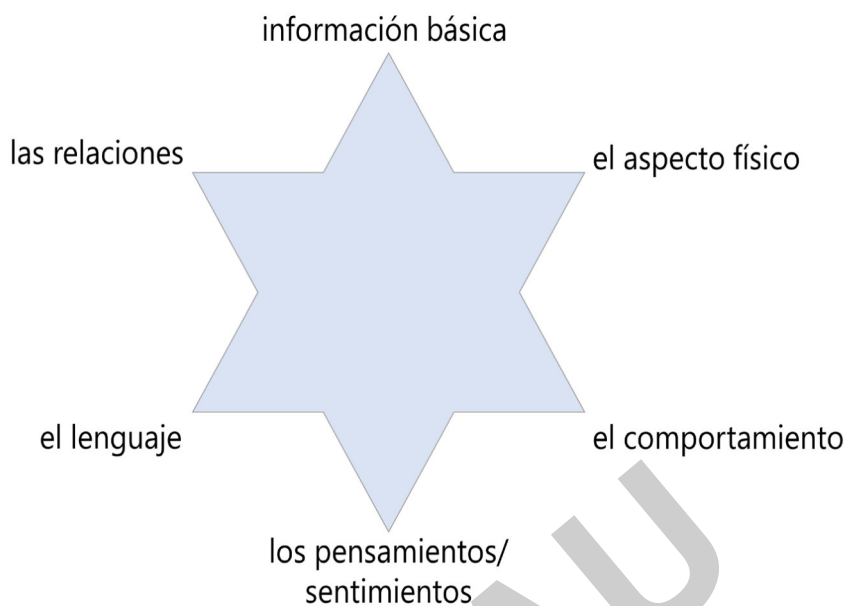 información básica
las relaciones
el aspecto físico
el lenguaje
el comportamiento
los pensamientos/
sentimientos